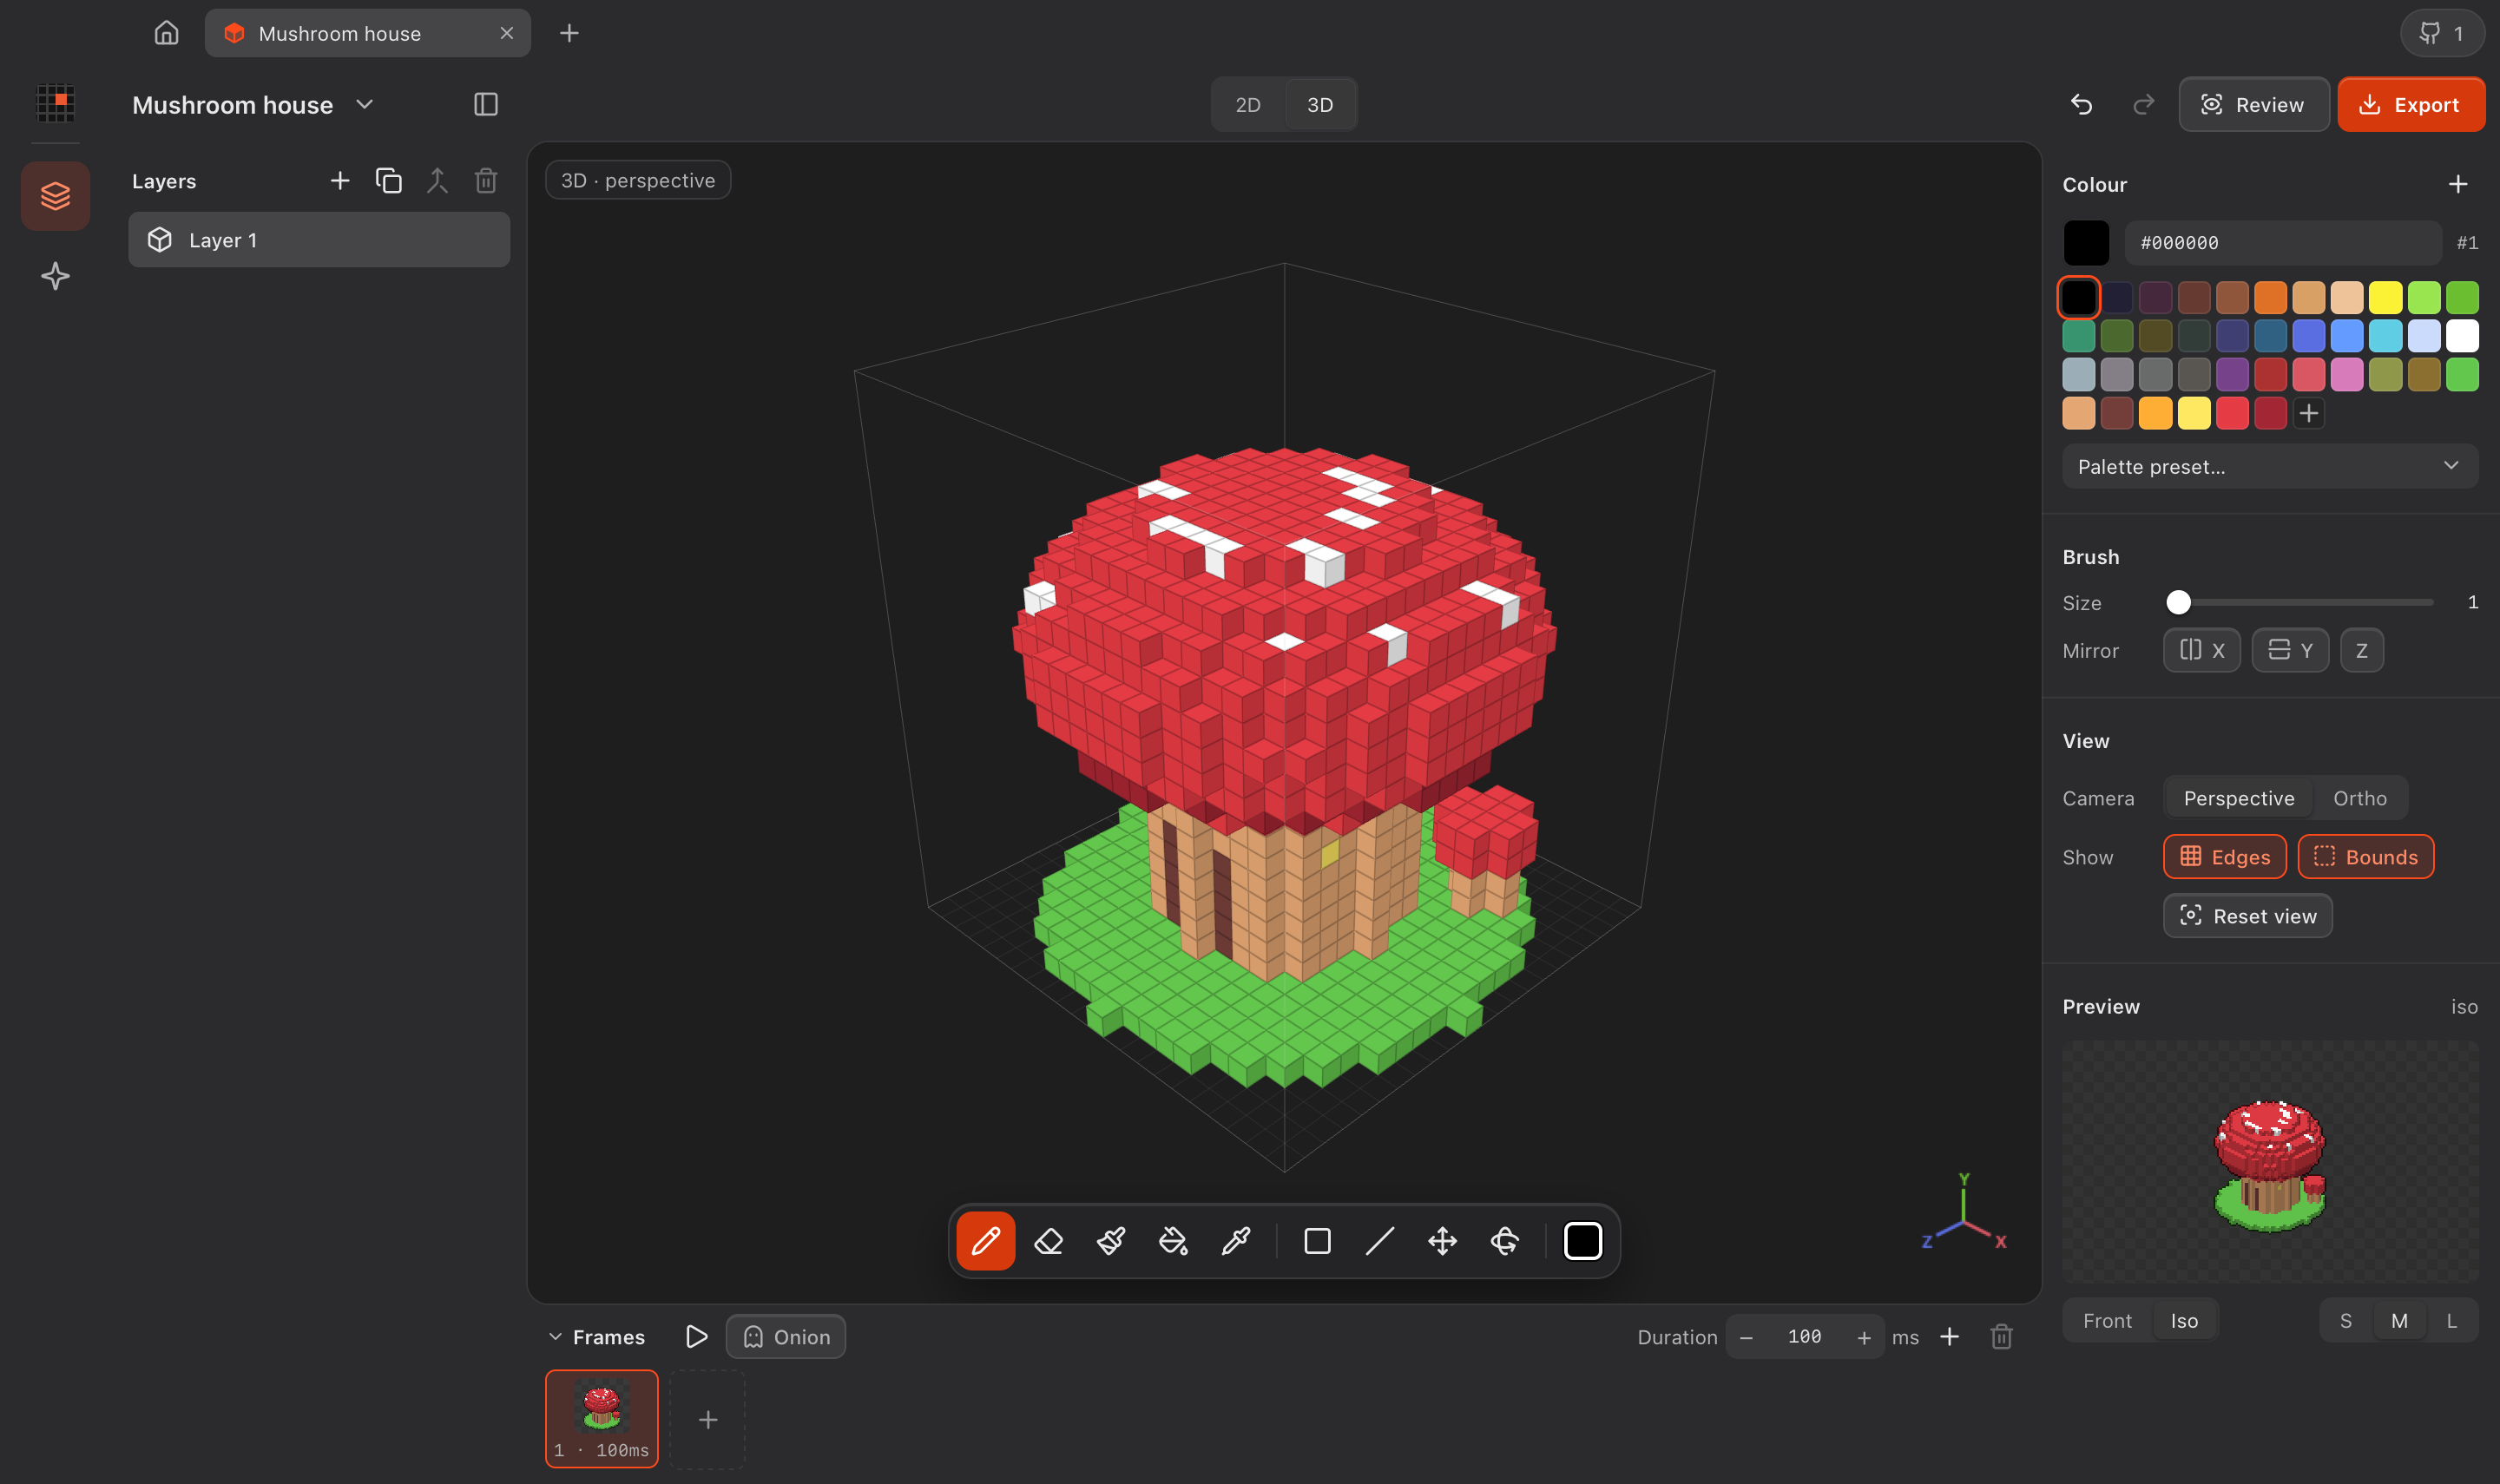 Mushroom house
1
Mushroom house
2D 3D
Review
Export
Layers
Layer 1
3D · perspective
Colour
#000000 #1
Palette preset...
Brush
Size 1
Mirror X Y Z
View
Camera Perspective Ortho
Show Edges Bounds
Reset view
Preview iso
Y
Z X
Front Iso S M L
Frames Onion Duration 100 ms
1 · 100ms